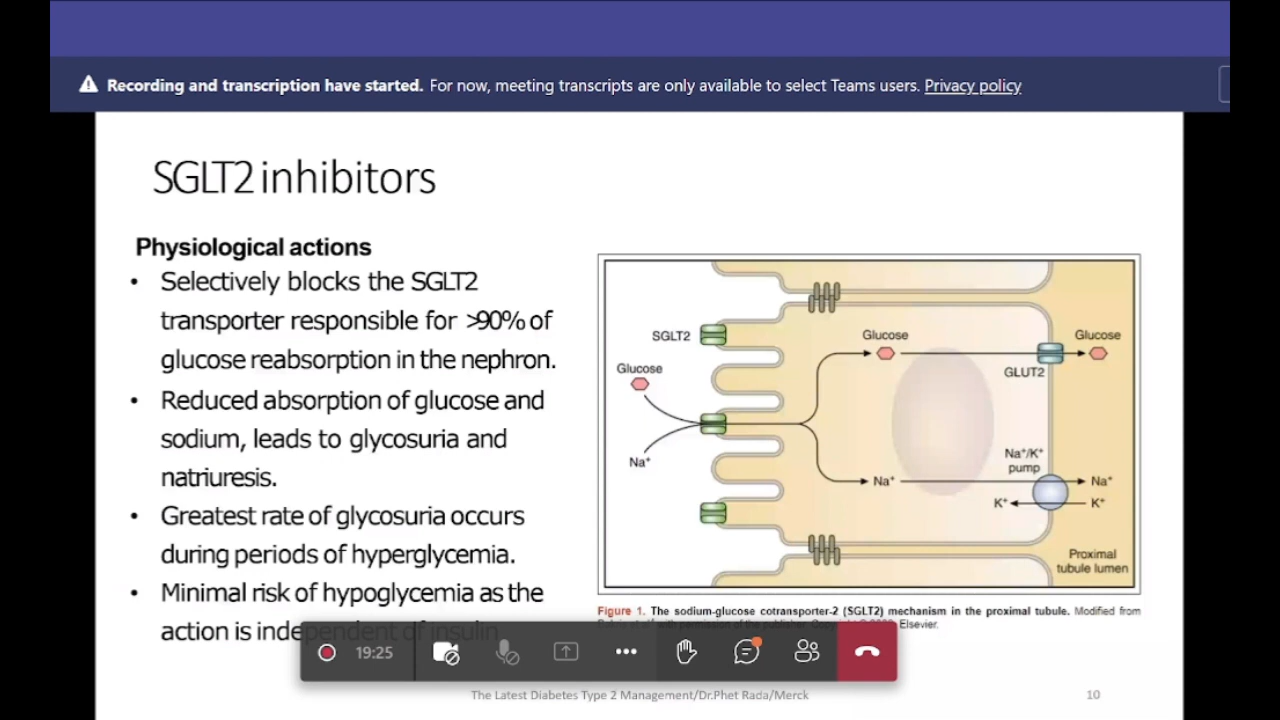 Recording and transcription have started. For now, meeting transcripts are only available to select Teams users. Privacy policy
SGLT2 inhibitors
Physiological actions
• Selectively blocks the SGLT2
transporter responsible for >90% of
glucose reabsorption in the nephron.
• Reduced absorption of glucose and
sodium, leads to glycosuria and
natriuresis.
• Greatest rate of glycosuria occurs
during periods of hyperglycemia.
• Minimal risk of hypoglycemia as the
action is independent of insulin
SGLT2
Glucose
Na⁺
Glucose
Glucose
GLUT2
Na⁺/K⁺
pump
Na⁺
Na⁺
K⁺
K⁺
Proximal
tubule lumen
Figure 1. The sodium-glucose cotransporter-2 (SGLT2) mechanism in the proximal tubule. Modified from
with permission of the publisher. Elsevier.
19:25
The Latest Diabetes Type 2 Management/Dr.Phet Rada/Merck
10